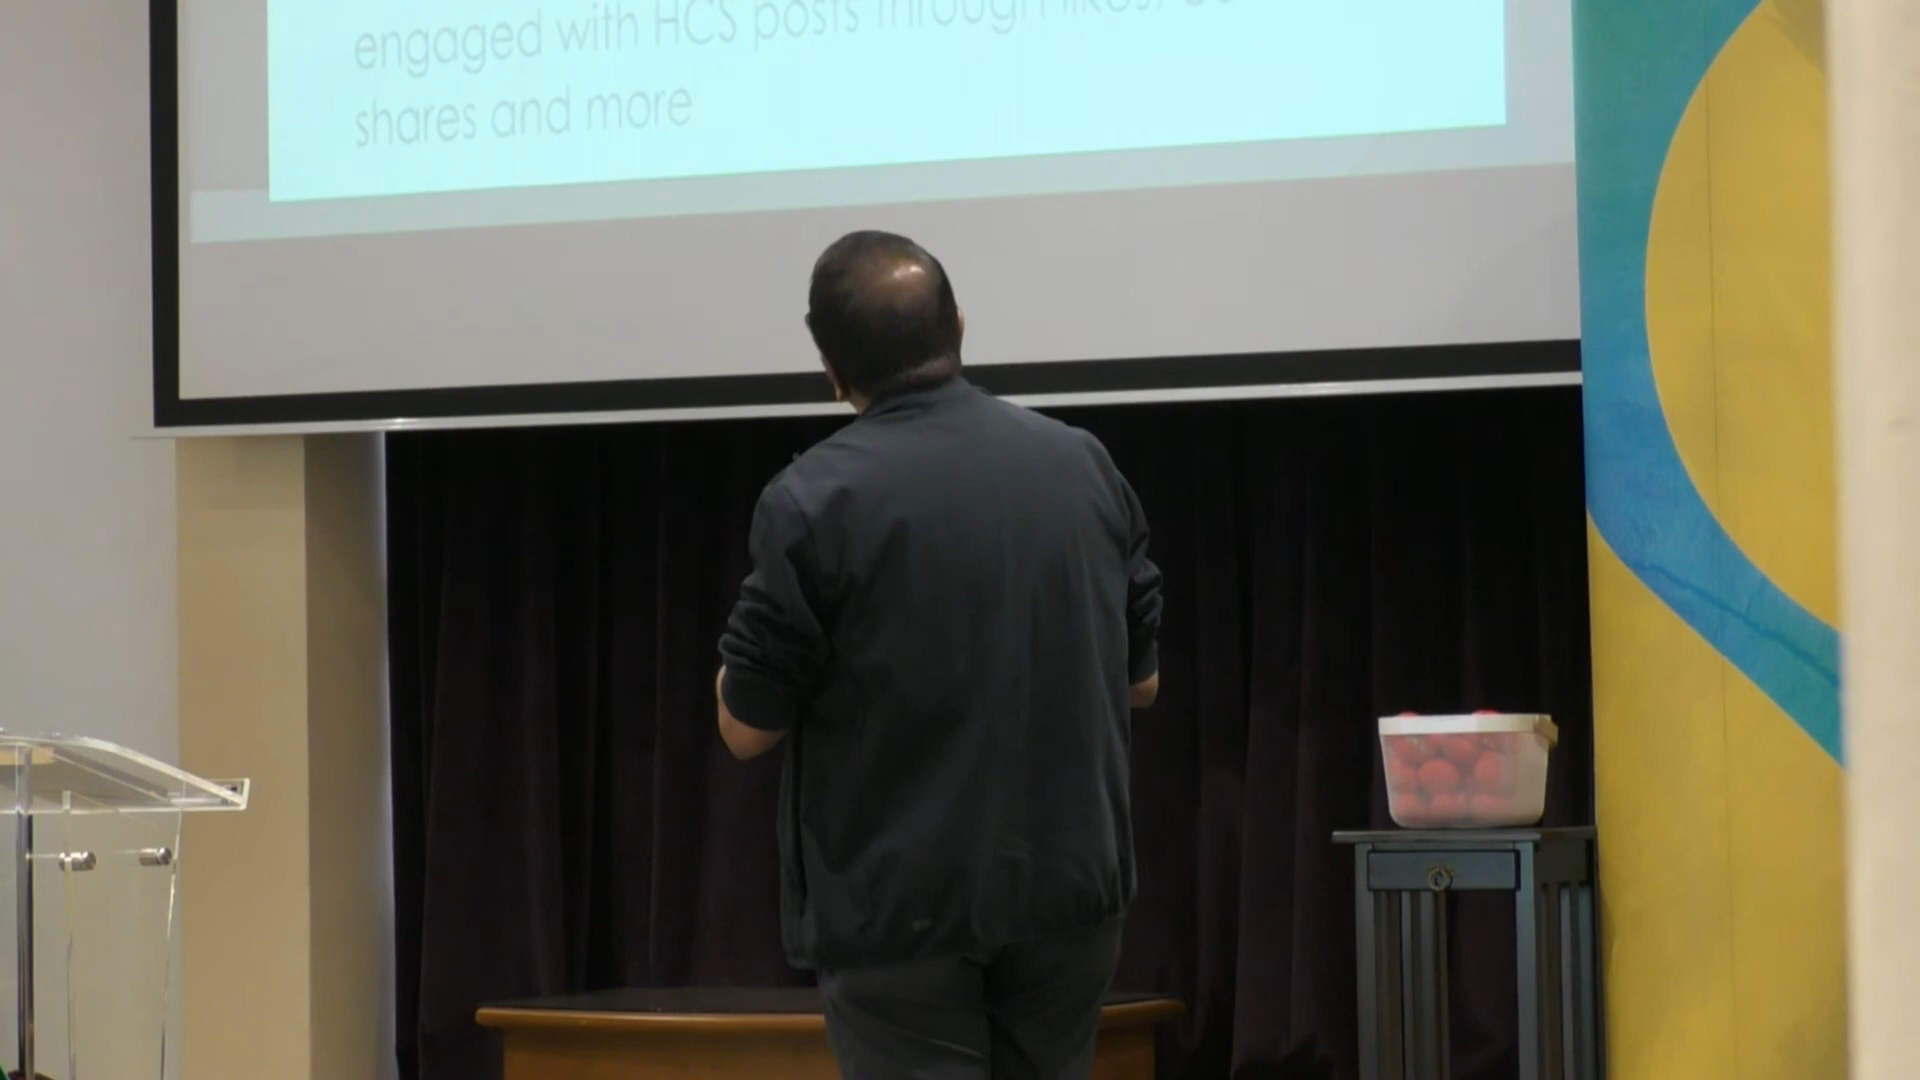 engaged with HCS posts through likes,
shares and more